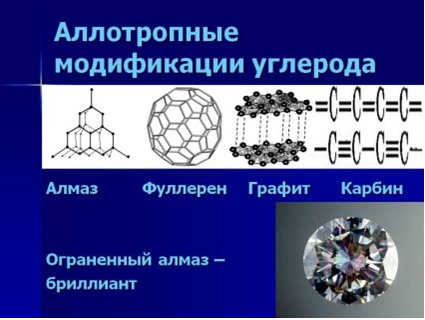 Аллотропные
модификации углерода
=C=C=C=C=
-C≡C-C≡C-
Алмаз Фуллерен Графит Карбин
Ограненный алмаз –
бриллиант